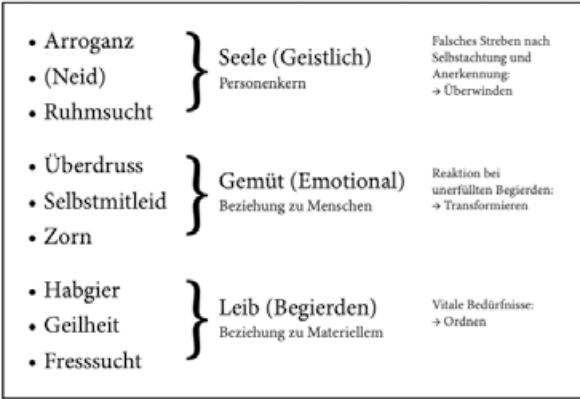 • Arroganz
• (Neid)
• Ruhmsucht
} Seele (Geistlich)
Personenkern
Falsches Streben nach
Selbstachtung und
Anerkennung:
→ Überwinden
• Überdruss
• Selbstmitleid
• Zorn
} Gemüt (Emotional)
Beziehung zu Menschen
Reaktion bei
unerfüllten Begierden:
→ Transformieren
• Habgier
• Geilheit
• Fresssucht
} Leib (Begierden)
Beziehung zu Materiellem
Vitale Bedürfnisse:
→ Ordnen